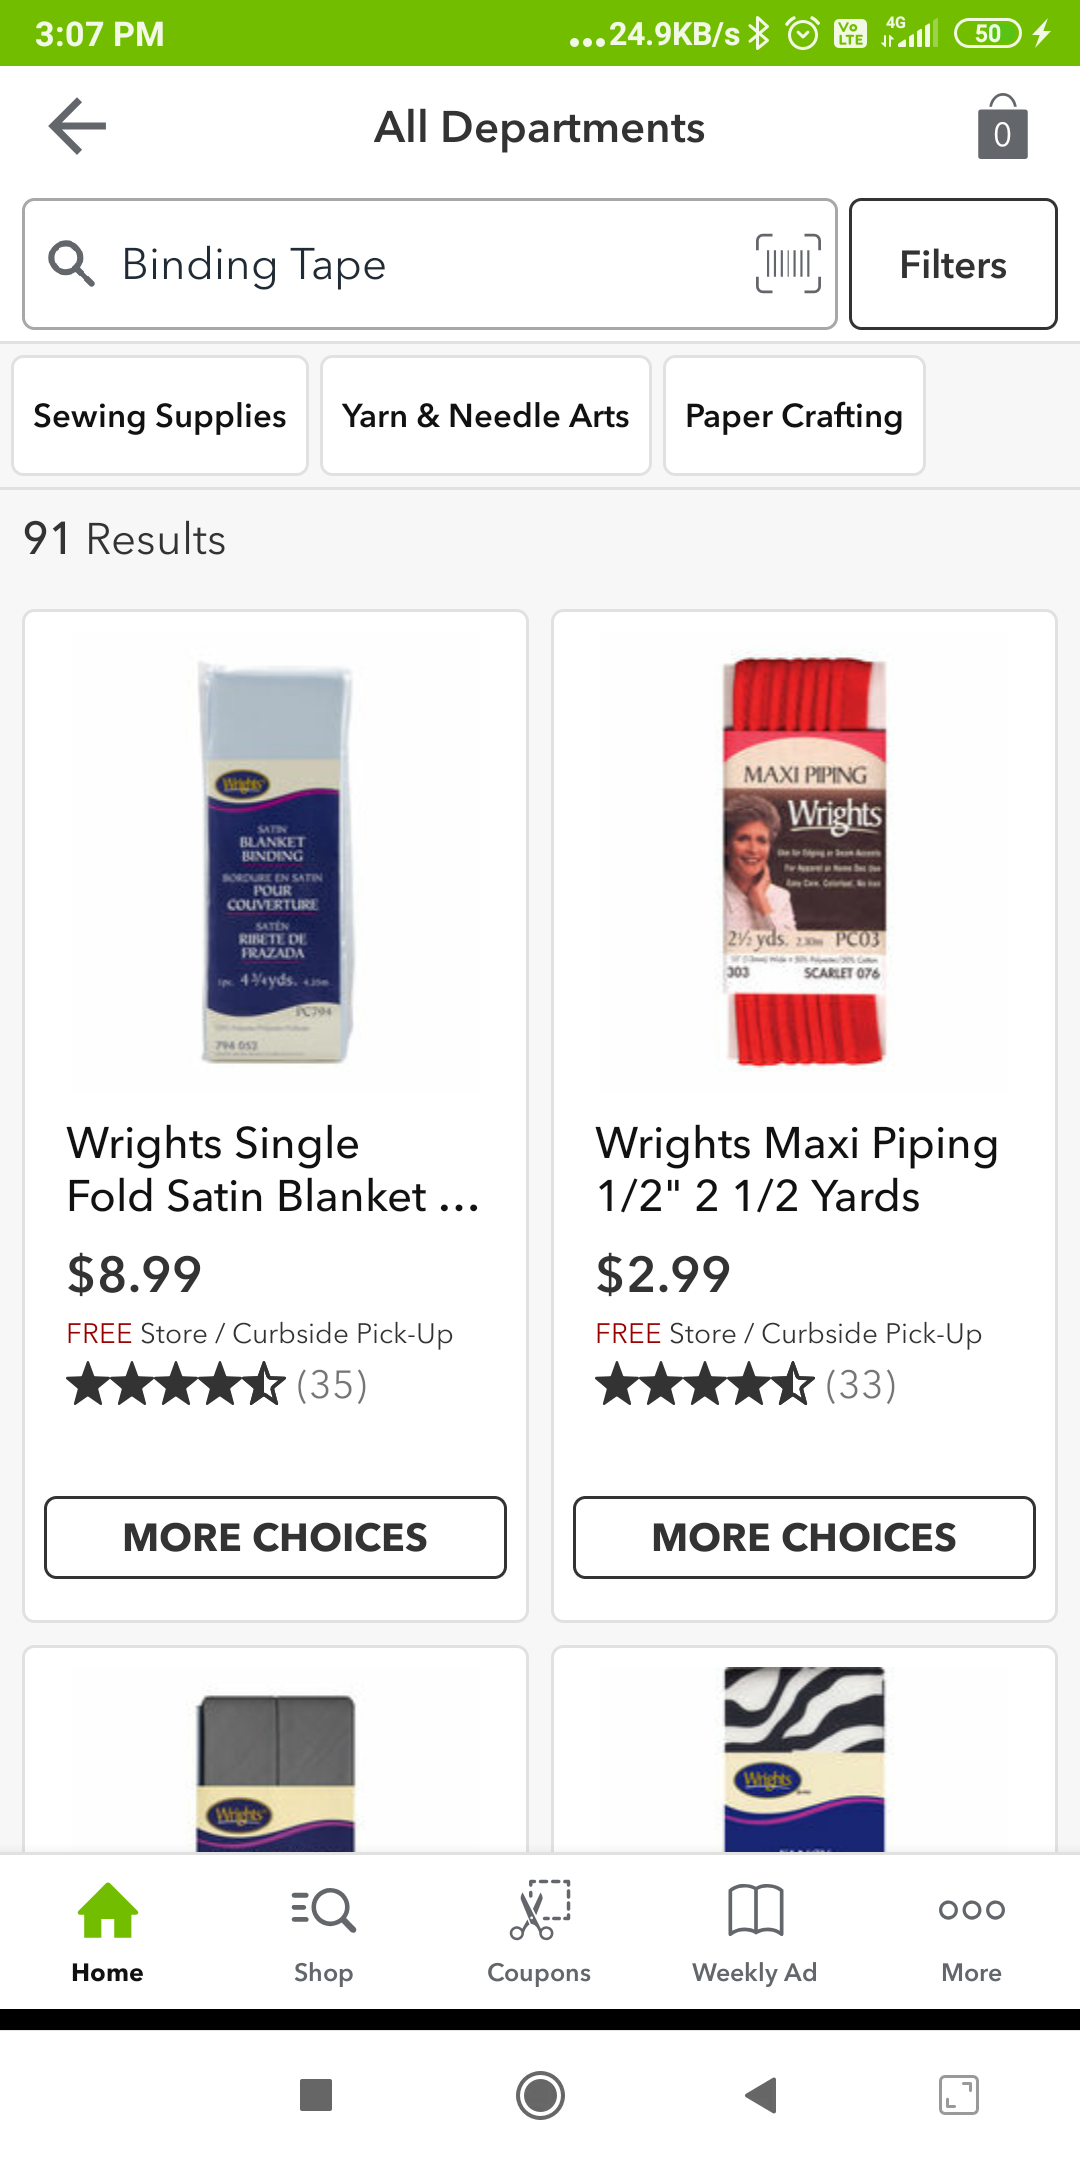 3:07 PM
...24.9KB/s Vo LTE 4G 50
All Departments
0
Binding Tape
Filters
Sewing Supplies
Yarn & Needle Arts
Paper Crafting
91 Results
Wrights
SATIN
BLANKET
BINDING
BORDURE EN SATIN
POUR
COUVERTURE
SATÉN
RIBETE DE
FRAZADA
4 3/4 yds.
PC794
794 053
MAXI PIPING
Wrights
2½ yds. PC03
303 SCARLET 076
Wrights Single
Fold Satin Blanket ...
$8.99
FREE Store / Curbside Pick-Up
(35)
MORE CHOICES
Wrights Maxi Piping
1/2" 2 1/2 Yards
$2.99
FREE Store / Curbside Pick-Up
(33)
MORE CHOICES
Wrights
Wrights
Home
Shop
Coupons
Weekly Ad
More